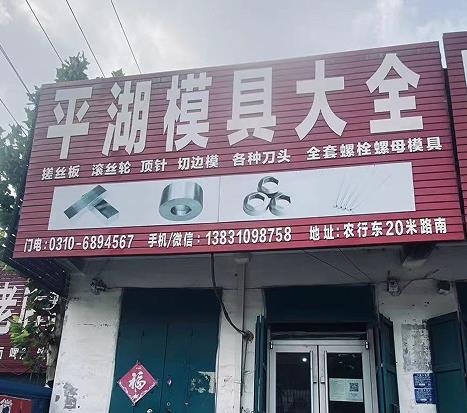 平湖模具大全
搓丝板 滚丝轮 顶针 切边模 各种刀头 全套螺栓螺母模具
门电:0310-6894567 手机/微信:13831098758 地址:农行东20米路南
福